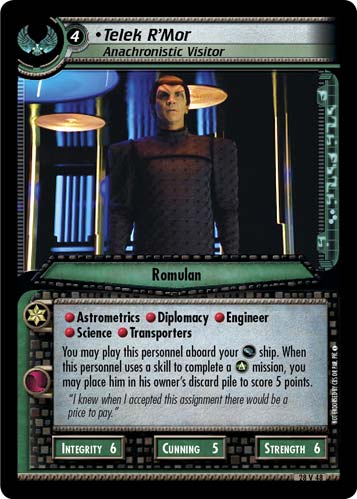 4
•Telek R'Mor
Anachronistic Visitor
Romulan
Astrometrics Diplomacy Engineer
Science Transporters
You may play this personnel aboard your ship. When
this personnel uses a skill to complete a mission, you
may place him in his owner's discard pile to score 5 points.
"I knew when I accepted this assignment there would be a
price to pay."
INTEGRITY 6 CUNNING 5 STRENGTH 6
28 V 48